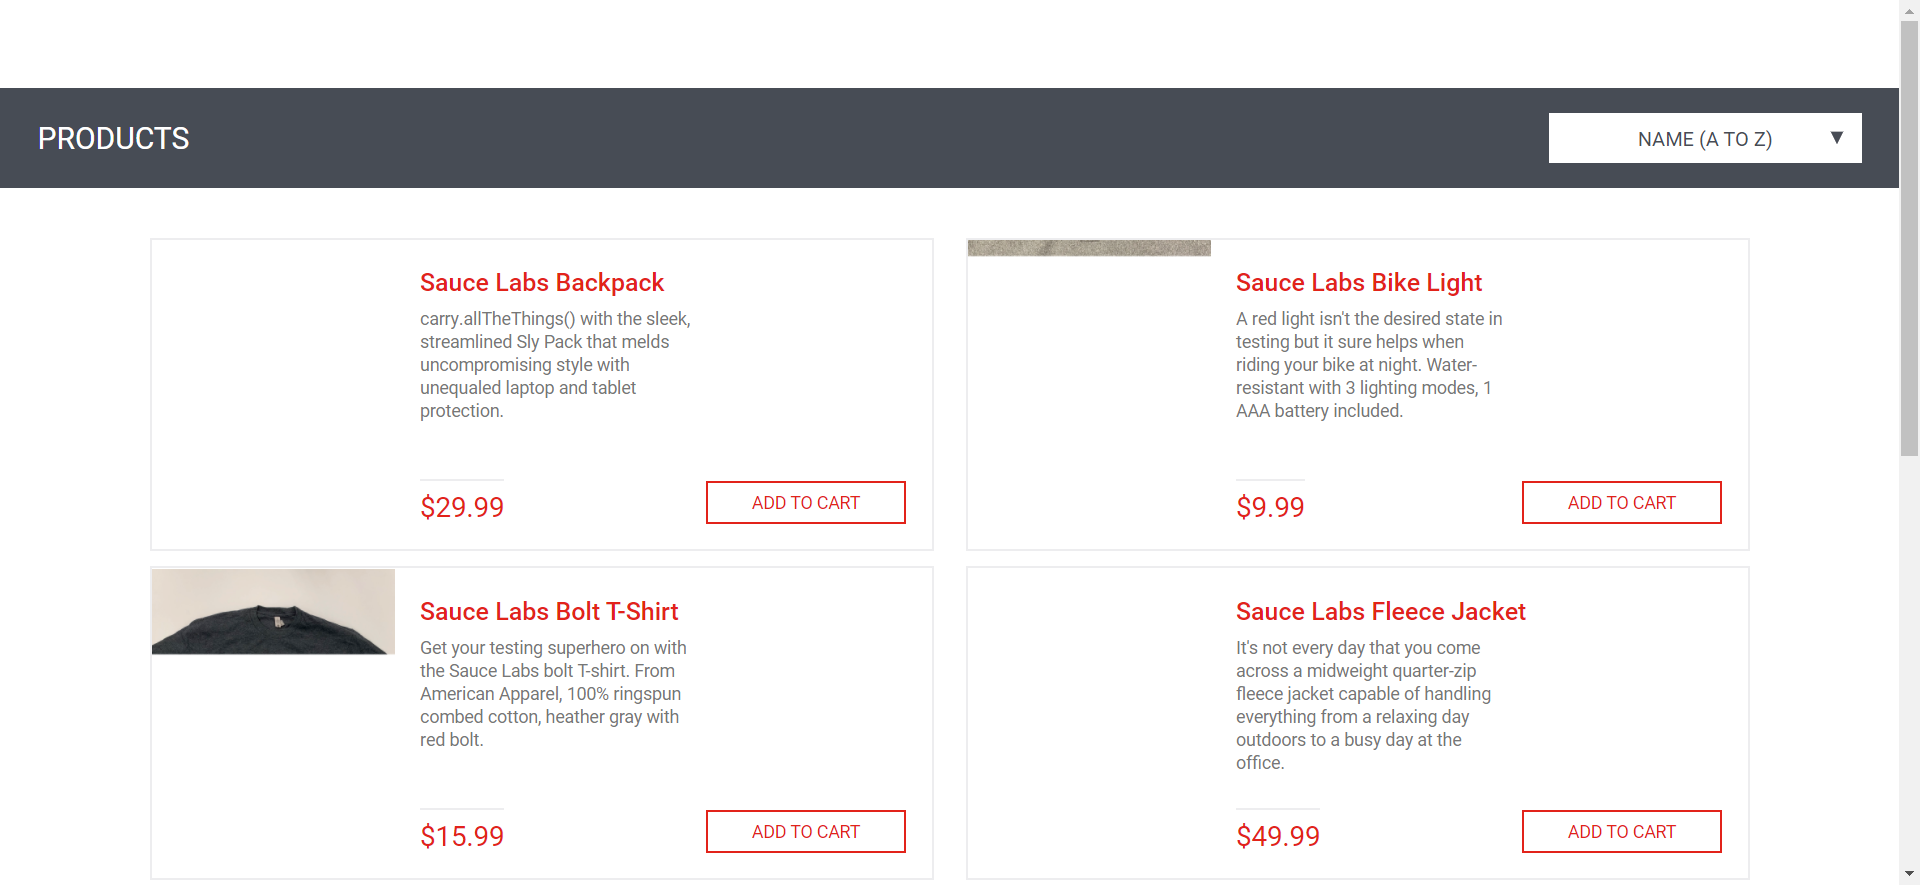 PRODUCTS
NAME (A TO Z)
Sauce Labs Backpack
carry.allTheThings() with the sleek,
streamlined Sly Pack that melds
uncompromising style with
unequaled laptop and tablet
protection.
$29.99
ADD TO CART
Sauce Labs Bike Light
A red light isn't the desired state in
testing but it sure helps when
riding your bike at night. Water-
resistant with 3 lighting modes, 1
AAA battery included.
$9.99
ADD TO CART
Sauce Labs Bolt T-Shirt
Get your testing superhero on with
the Sauce Labs bolt T-shirt. From
American Apparel, 100% ringspun
combed cotton, heather gray with
red bolt.
$15.99
ADD TO CART
Sauce Labs Fleece Jacket
It's not every day that you come
across a midweight quarter-zip
fleece jacket capable of handling
everything from a relaxing day
outdoors to a busy day at the
office.
$49.99
ADD TO CART